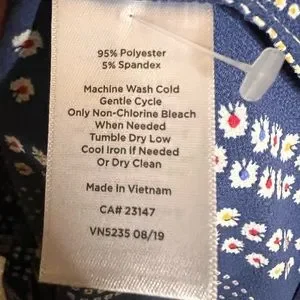 95% Polyester
5% Spandex
Machine Wash Cold
Gentle Cycle
Only Non-Chlorine Bleach
When Needed
Tumble Dry Low
Cool Iron if Needed
Or Dry Clean
Made in Vietnam
CA# 23147
VN5235 08/19